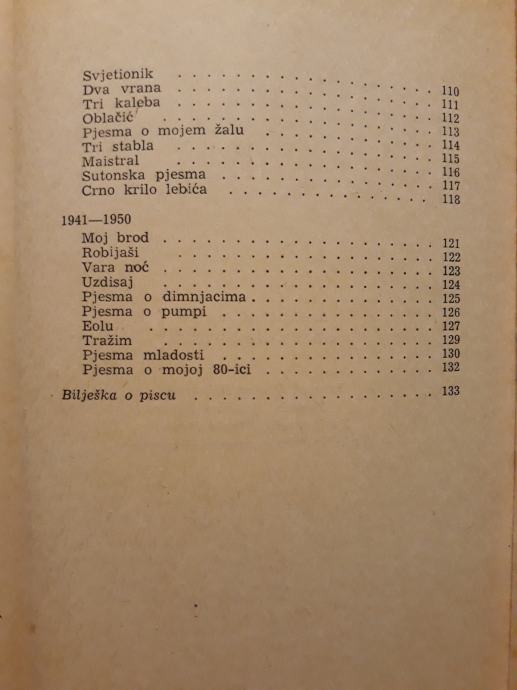 Svjetionik . . . . . . . . . . . . . . . . 110
Dva vrana . . . . . . . . . . . . . . . . 111
Tri kaleba . . . . . . . . . . . . . . . . 112
Oblačić . . . . . . . . . . . . . . . . 113
Pjesma o mojem žalu . . . . . . . . . . . 114
Tri stabla . . . . . . . . . . . . . . . . 115
Maistral . . . . . . . . . . . . . . . . 116
Sutonska pjesma . . . . . . . . . . . . . 117
Crno krilo lebića . . . . . . . . . . . . 118
1941—1950
Moj brod . . . . . . . . . . . . . . . . . 121
Robijaši . . . . . . . . . . . . . . . . 122
Vara noć . . . . . . . . . . . . . . . . 123
Uzdisaj . . . . . . . . . . . . . . . . 124
Pjesma o dimnjacima . . . . . . . . . . . 125
Pjesma o pumpi . . . . . . . . . . . . . 126
Eolu . . . . . . . . . . . . . . . . . . 127
Tražim . . . . . . . . . . . . . . . . . 129
Pjesma mladosti . . . . . . . . . . . . . 130
Pjesma o mojoj 80-ici . . . . . . . . . . 132
Bilješka o piscu . . . . . . . . . . . . . . 133